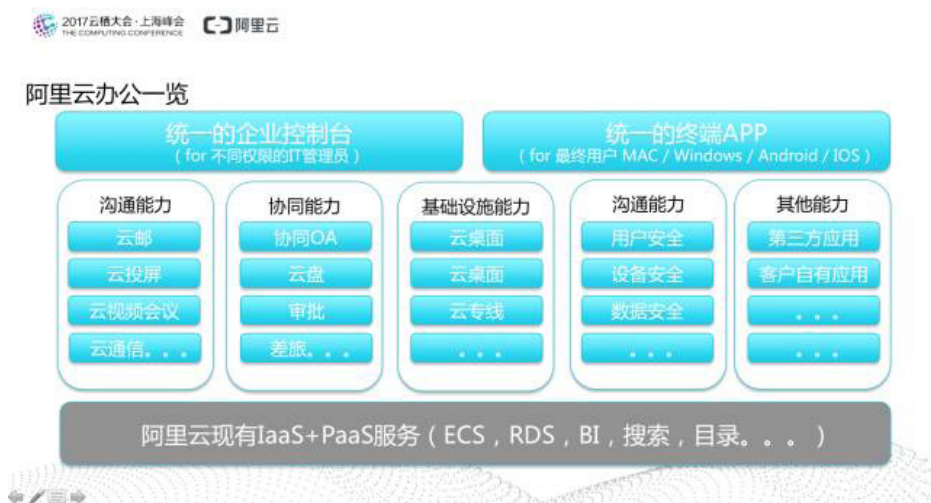 2017云栖大会·上海峰会
THE COMPUTING CONFERENCE
阿里云
阿里云办公一览
统一的企业控制台
（for 不同权限的IT管理员）
统一的终端APP
（for 最终用户 MAC / Windows / Android / IOS）
沟通能力
云邮
云投屏
云视频会议
云通信。。。
协同能力
协同OA
云盘
审批
差旅。。。
基础设施能力
云桌面
云桌面
云专线
。。。
沟通能力
用户安全
设备安全
数据安全
。。。
其他能力
第三方应用
客户自有应用
。。。
。。。
阿里云现有IaaS+PaaS服务（ECS，RDS，BI，搜索，目录。。。）